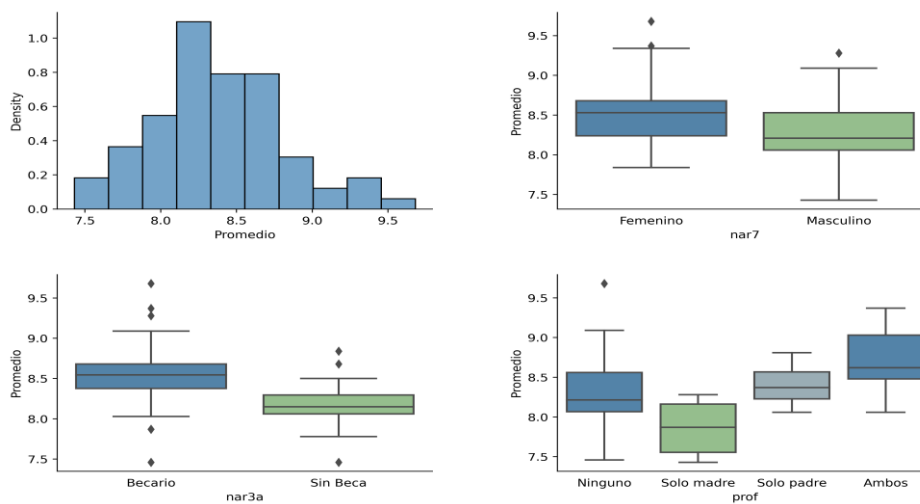 1.0
0.8
0.6
0.4
0.2
0.0
Density
7.5 8.0 8.5 9.0 9.5
Promedio
9.5
9.0
8.5
8.0
7.5
Promedio
Femenino Masculino
nar7
9.5
9.0
8.5
8.0
7.5
Promedio
Becario Sin Beca
nar3a
9.5
9.0
8.5
8.0
7.5
Promedio
Ninguno Solo madre Solo padre Ambos
prof